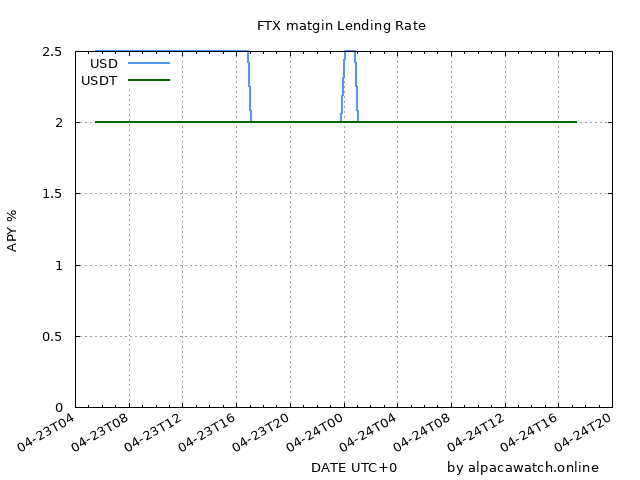 FTX matgin Lending Rate
APY %
2.5
2
1.5
1
0.5
0
USD
USDT
04-23T04
04-23T08
04-23T12
04-23T16
04-23T20
04-24T00
04-24T04
04-24T08
04-24T12
04-24T16
04-24T20
DATE UTC+0
by alpacawatch.online